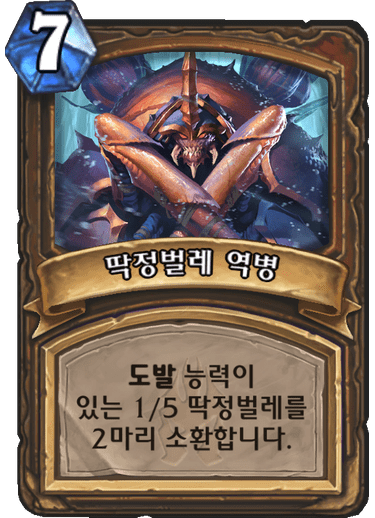 7
딱정벌레 역병
도발 능력이
있는 1/5 딱정벌레를
2마리 소환합니다.